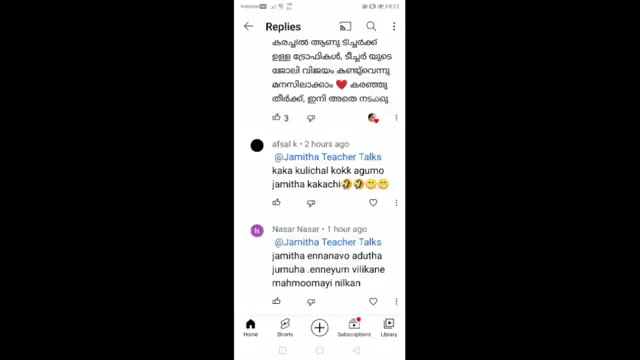 Replies
കരച്ചിൽ ആണു ടീച്ചർക്ക്
ഉള്ള ട്രോഫികൾ, ടീച്ചർ യുടെ
ജോലി വിജയം കണ്ടുവെന്നു
മനസിലാക്കാം ❤️ കരഞ്ഞു
തീർക്ക്, ഇനി അതെ നടക്കൂ
3
afsal k • 2 hours ago
@Jamitha Teacher Talks
kaka kulichal kokk agumo
jamitha kakachi🤣🤣😁😁
N
Nasar Nasar • 1 hour ago
@Jamitha Teacher Talks
jamitha ennanavo adutha
jumuha .enneyum vilikane
mahmoomayi nilkan
Home
Shorts
Subscriptions
Library